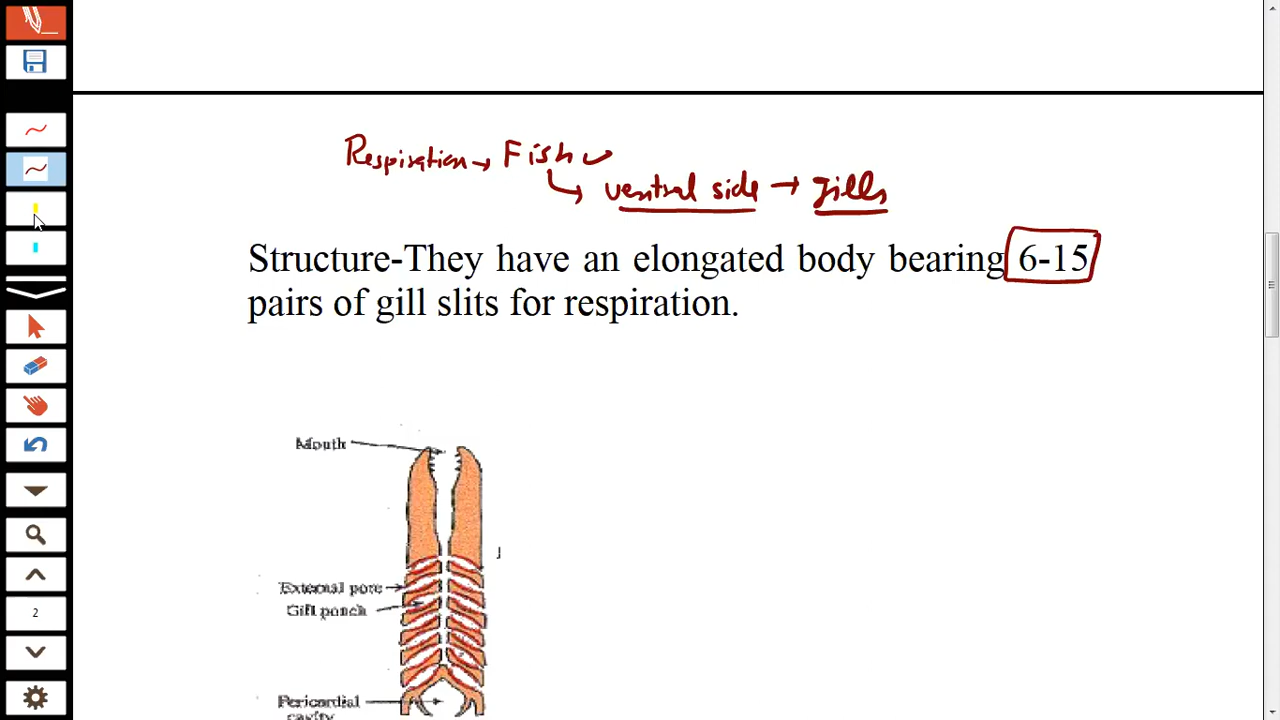 Respiration → Fish ✓
ventral side → gills
Structure-They have an elongated body bearing 6-15
pairs of gill slits for respiration.
Mouth
External pore
Gill pouch
Pericardial
cavity
2